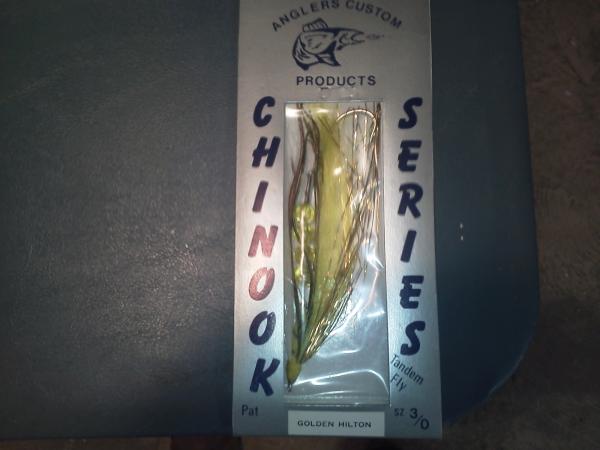 ANGLERS CUSTOM
PRODUCTS
CHINOOK
SERIES
Tandem
Fly
Pat
SZ 3/0
GOLDEN HILTON